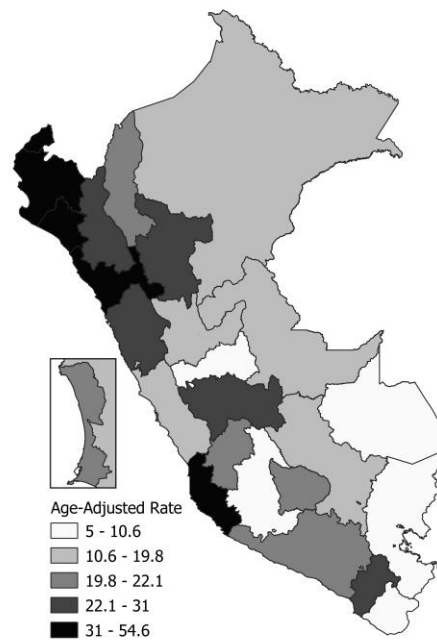 Age-Adjusted Rate
5 - 10.6
10.6 - 19.8
19.8 - 22.1
22.1 - 31
31 - 54.6